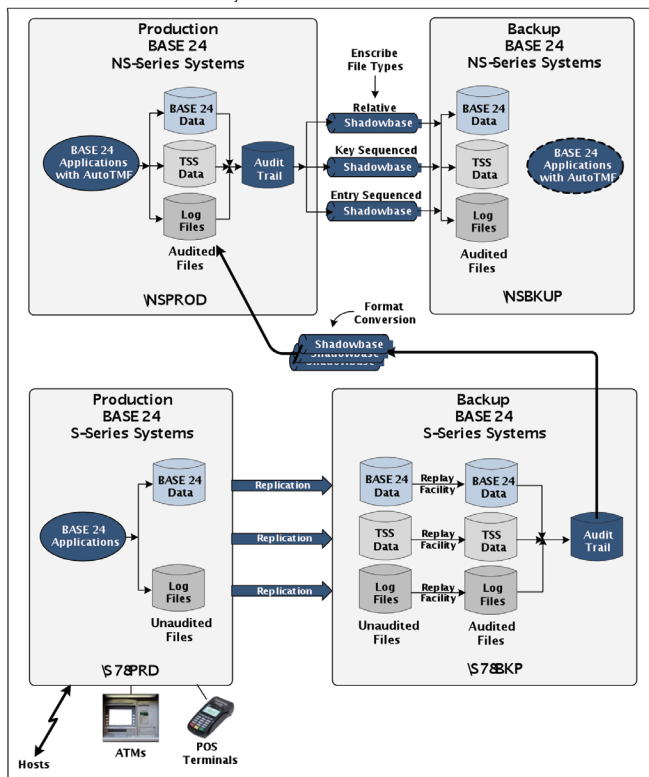 Production
BASE 24
NS-Series Systems
BASE 24
Applications
with AutoTMF
BASE 24
Data
TSS
Data
Log
Files
Audited
Files
Audit
Trail
\NSPROD
Enscribe
File Types
Relative
Shadowbase
Key Sequenced
Shadowbase
Entry Sequenced
Shadowbase
Backup
BASE 24
NS-Series Systems
BASE 24
Data
TSS
Data
Log
Files
Audited
Files
BASE 24
Applications
with AutoTMF
\NSBKUP
Format
Conversion
Shadowbase
Shadowbase
Shadowbase
Production
BASE 24
S-Series Systems
BASE 24
Applications
BASE 24
Data
Log
Files
Unaudited
Files
\S78PRD
Replication
Replication
Replication
Backup
BASE 24
S-Series Systems
BASE 24
Data
Replay
Facility
BASE 24
Data
TSS
Data
Replay
Facility
TSS
Data
Log
Files
Replay
Facility
Log
Files
Unaudited
Files
Audited
Files
Audit
Trail
\S78BKP
Hosts
ATMs
POS
Terminals